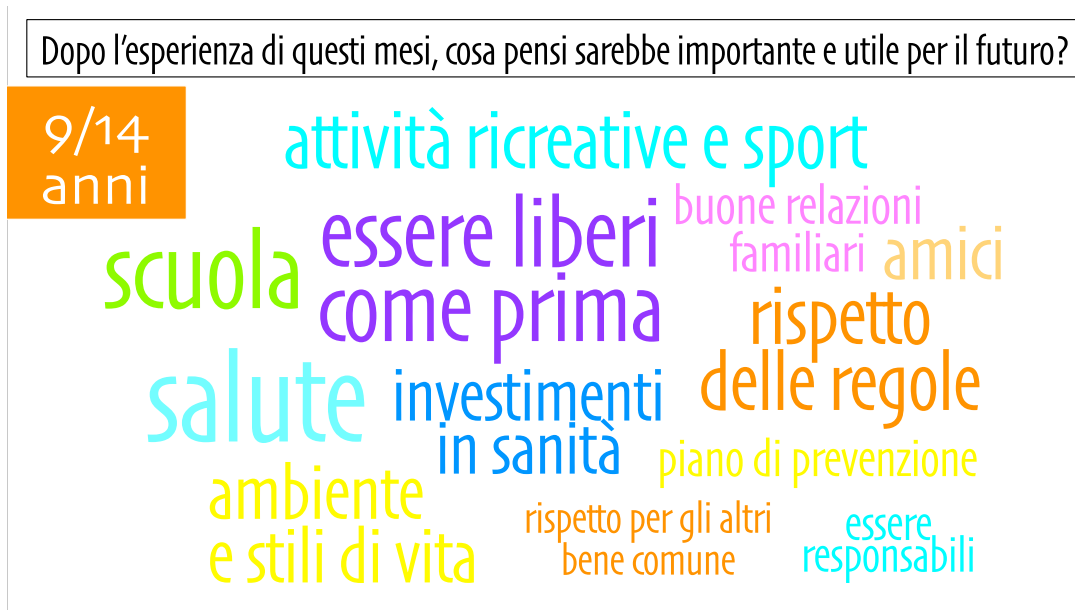 Dopo l'esperienza di questi mesi, cosa pensi sarebbe importante e utile per il futuro?
9/14
anni
attività ricreative e sport
buone relazioni
familiari
amici
essere liberi
come prima
scuola
rispetto
delle regole
salute
investimenti
in sanità
piano di prevenzione
ambiente
e stili di vita
rispetto per gli altri
bene comune
essere
responsabili